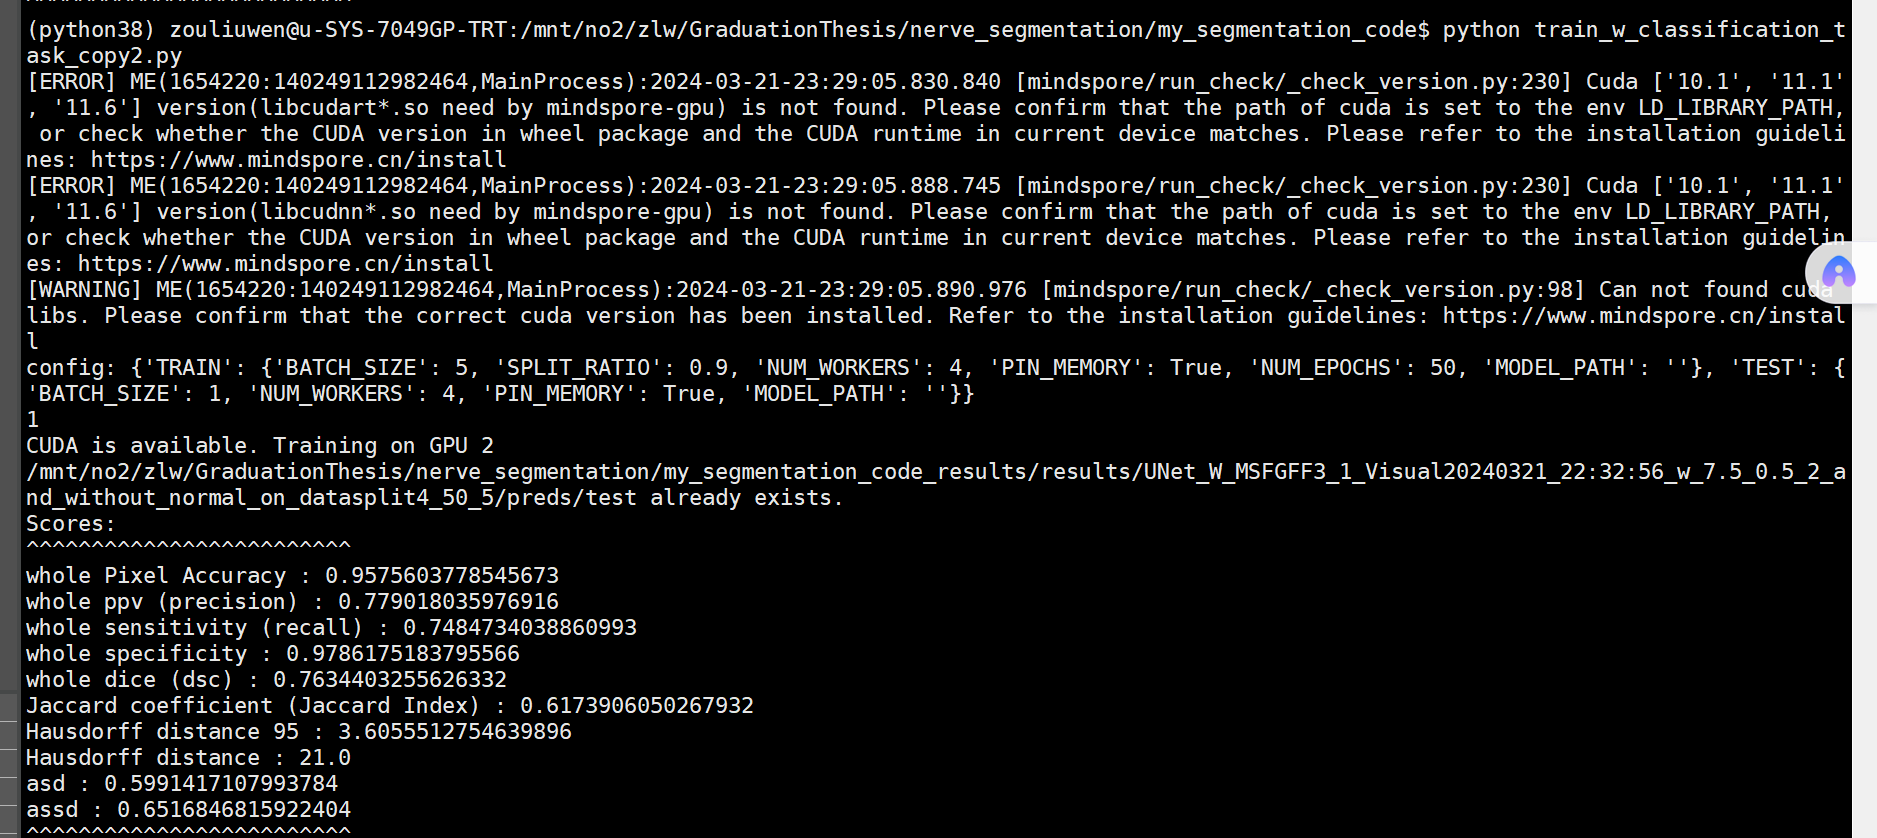 ^^^^^^^^^^^^^^^^^^^^^^^^^
(python38) zouliuwen@u-SYS-7049GP-TRT:/mnt/no2/zlw/GraduationThesis/nerve_segmentation/my_segmentation_code$ python train_w_classification_t
ask_copy2.py
[ERROR] ME(1654220:140249112982464,MainProcess):2024-03-21-23:29:05.830.840 [mindspore/run_check/_check_version.py:230] Cuda ['10.1', '11.1'
, '11.6'] version(libcudart*.so need by mindspore-gpu) is not found. Please confirm that the path of cuda is set to the env LD_LIBRARY_PATH,
 or check whether the CUDA version in wheel package and the CUDA runtime in current device matches. Please refer to the installation guideli
nes: https://www.mindspore.cn/install
[ERROR] ME(1654220:140249112982464,MainProcess):2024-03-21-23:29:05.888.745 [mindspore/run_check/_check_version.py:230] Cuda ['10.1', '11.1'
, '11.6'] version(libcudnn*.so need by mindspore-gpu) is not found. Please confirm that the path of cuda is set to the env LD_LIBRARY_PATH,
or check whether the CUDA version in wheel package and the CUDA runtime in current device matches. Please refer to the installation guidelin
es: https://www.mindspore.cn/install
[WARNING] ME(1654220:140249112982464,MainProcess):2024-03-21-23:29:05.890.976 [mindspore/run_check/_check_version.py:98] Can not found cuda
libs. Please confirm that the correct cuda version has been installed. Refer to the installation guidelines: https://www.mindspore.cn/instal
l
config: {'TRAIN': {'BATCH_SIZE': 5, 'SPLIT_RATIO': 0.9, 'NUM_WORKERS': 4, 'PIN_MEMORY': True, 'NUM_EPOCHS': 50, 'MODEL_PATH': ''}, 'TEST': {
'BATCH_SIZE': 1, 'NUM_WORKERS': 4, 'PIN_MEMORY': True, 'MODEL_PATH': ''}}
1
CUDA is available. Training on GPU 2
/mnt/no2/zlw/GraduationThesis/nerve_segmentation/my_segmentation_code_results/results/UNet_W_MSFGFF3_1_Visual20240321_22:32:56_w_7.5_0.5_2_a
nd_without_normal_on_datasplit4_50_5/preds/test already exists.
Scores:
^^^^^^^^^^^^^^^^^^^^^^^^^
whole Pixel Accuracy : 0.9575603778545673
whole ppv (precision) : 0.779018035976916
whole sensitivity (recall) : 0.7484734038860993
whole specificity : 0.9786175183795566
whole dice (dsc) : 0.7634403255626332
Jaccard coefficient (Jaccard Index) : 0.6173906050267932
Hausdorff distance 95 : 3.6055512754639896
Hausdorff distance : 21.0
asd : 0.5991417107993784
assd : 0.6516846815922404
^^^^^^^^^^^^^^^^^^^^^^^^^